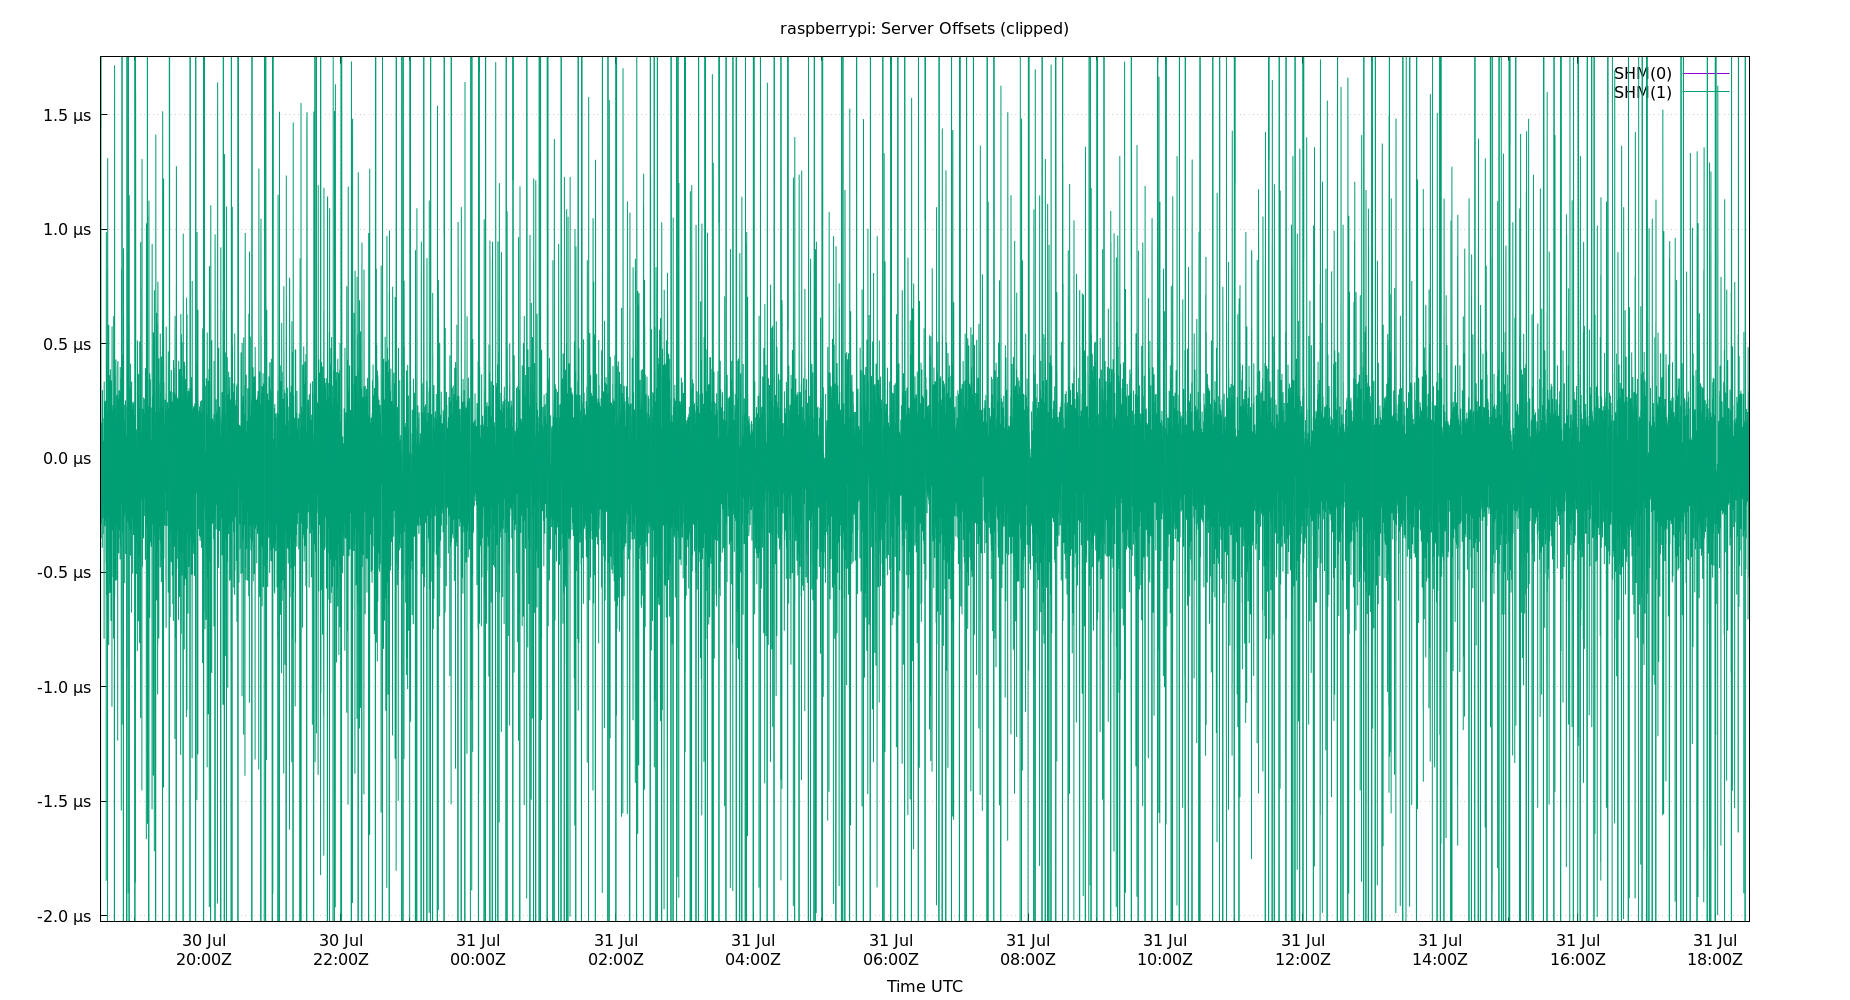 raspberrypi: Server Offsets (clipped)
SHM(0)
SHM(1)
1.5 µs
1.0 µs
0.5 µs
0.0 µs
-0.5 µs
-1.0 µs
-1.5 µs
-2.0 µs
30 Jul 30 Jul 31 Jul 31 Jul 31 Jul 31 Jul 31 Jul 31 Jul 31 Jul 31 Jul 31 Jul 31 Jul
20:00Z 22:00Z 00:00Z 02:00Z 04:00Z 06:00Z 08:00Z 10:00Z 12:00Z 14:00Z 16:00Z 18:00Z
Time UTC